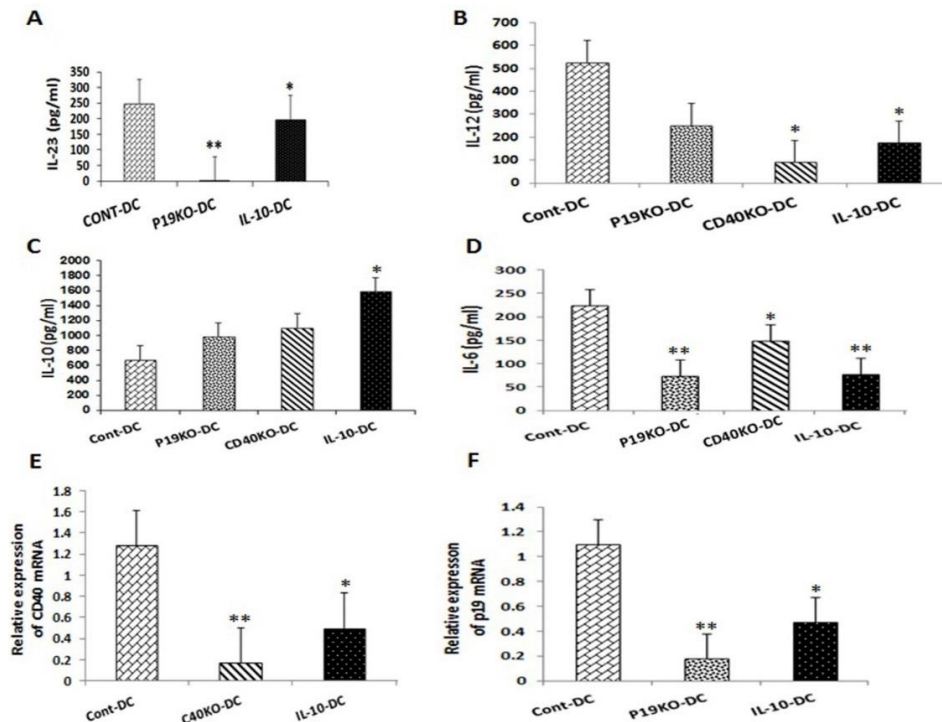 A
IL-23 (pg/ml)
350
300
250
200
150
100
50
0
**
*
CONT-DC
P19KO-DC
IL-10-DC
B
IL-12 (pg/ml)
700
600
500
400
300
200
100
0
*
*
Cont-DC
P19KO-DC
CD40KO-DC
IL-10-DC
C
IL-10 (pg/ml)
2000
1800
1600
1400
1200
1000
800
600
400
200
0
*
Cont-DC
P19KO-DC
CD40KO-DC
IL-10-DC
D
IL-6 (pg/ml)
300
250
200
150
100
50
0
**
*
**
Cont-DC
P19KO-DC
CD40KO-DC
IL-10-DC
E
Relative expression
of CD40 mRNA
1.8
1.6
1.4
1.2
1
0.8
0.6
0.4
0.2
0
**
*
Cont-DC
C40KO-DC
IL-10-DC
F
Relative expresson
of p19 mRNA
1.4
1.2
1
0.8
0.6
0.4
0.2
0
**
*
Cont-DC
P19KO-DC
IL-10-DC